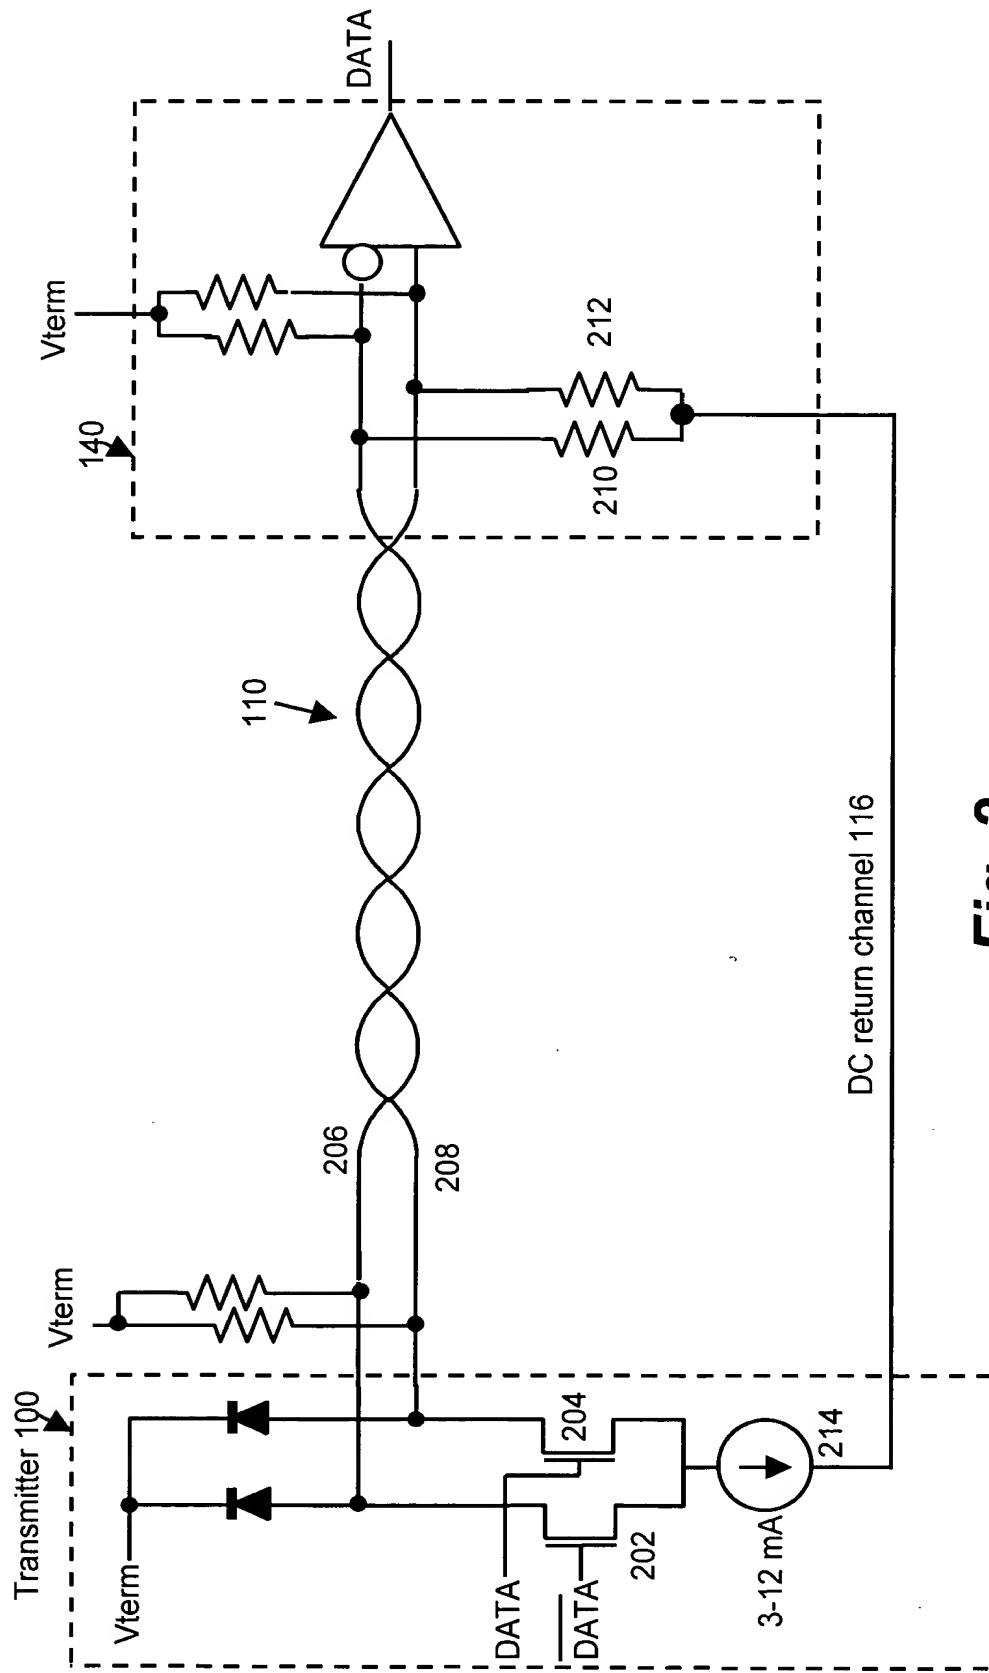 DATA
Vterm
140
212
210
110
DC return channel 116
206
208
Vterm
Transmitter 100
204
214
Vterm
202
3-12 mA
DATA
DATA
Fig.